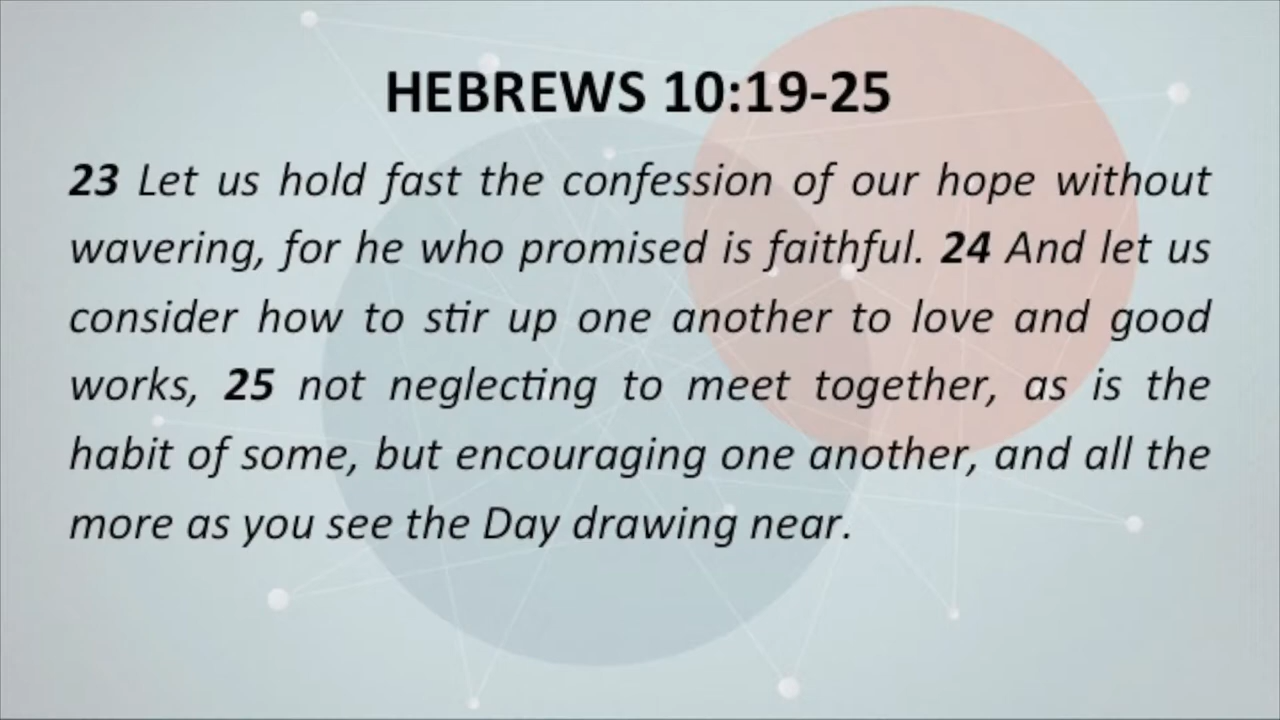 HEBREWS 10:19-25
23 Let us hold fast the confession of our hope without
wavering, for he who promised is faithful. 24 And let us
consider how to stir up one another to love and good
works, 25 not neglecting to meet together, as is the
habit of some, but encouraging one another, and all the
more as you see the Day drawing near.